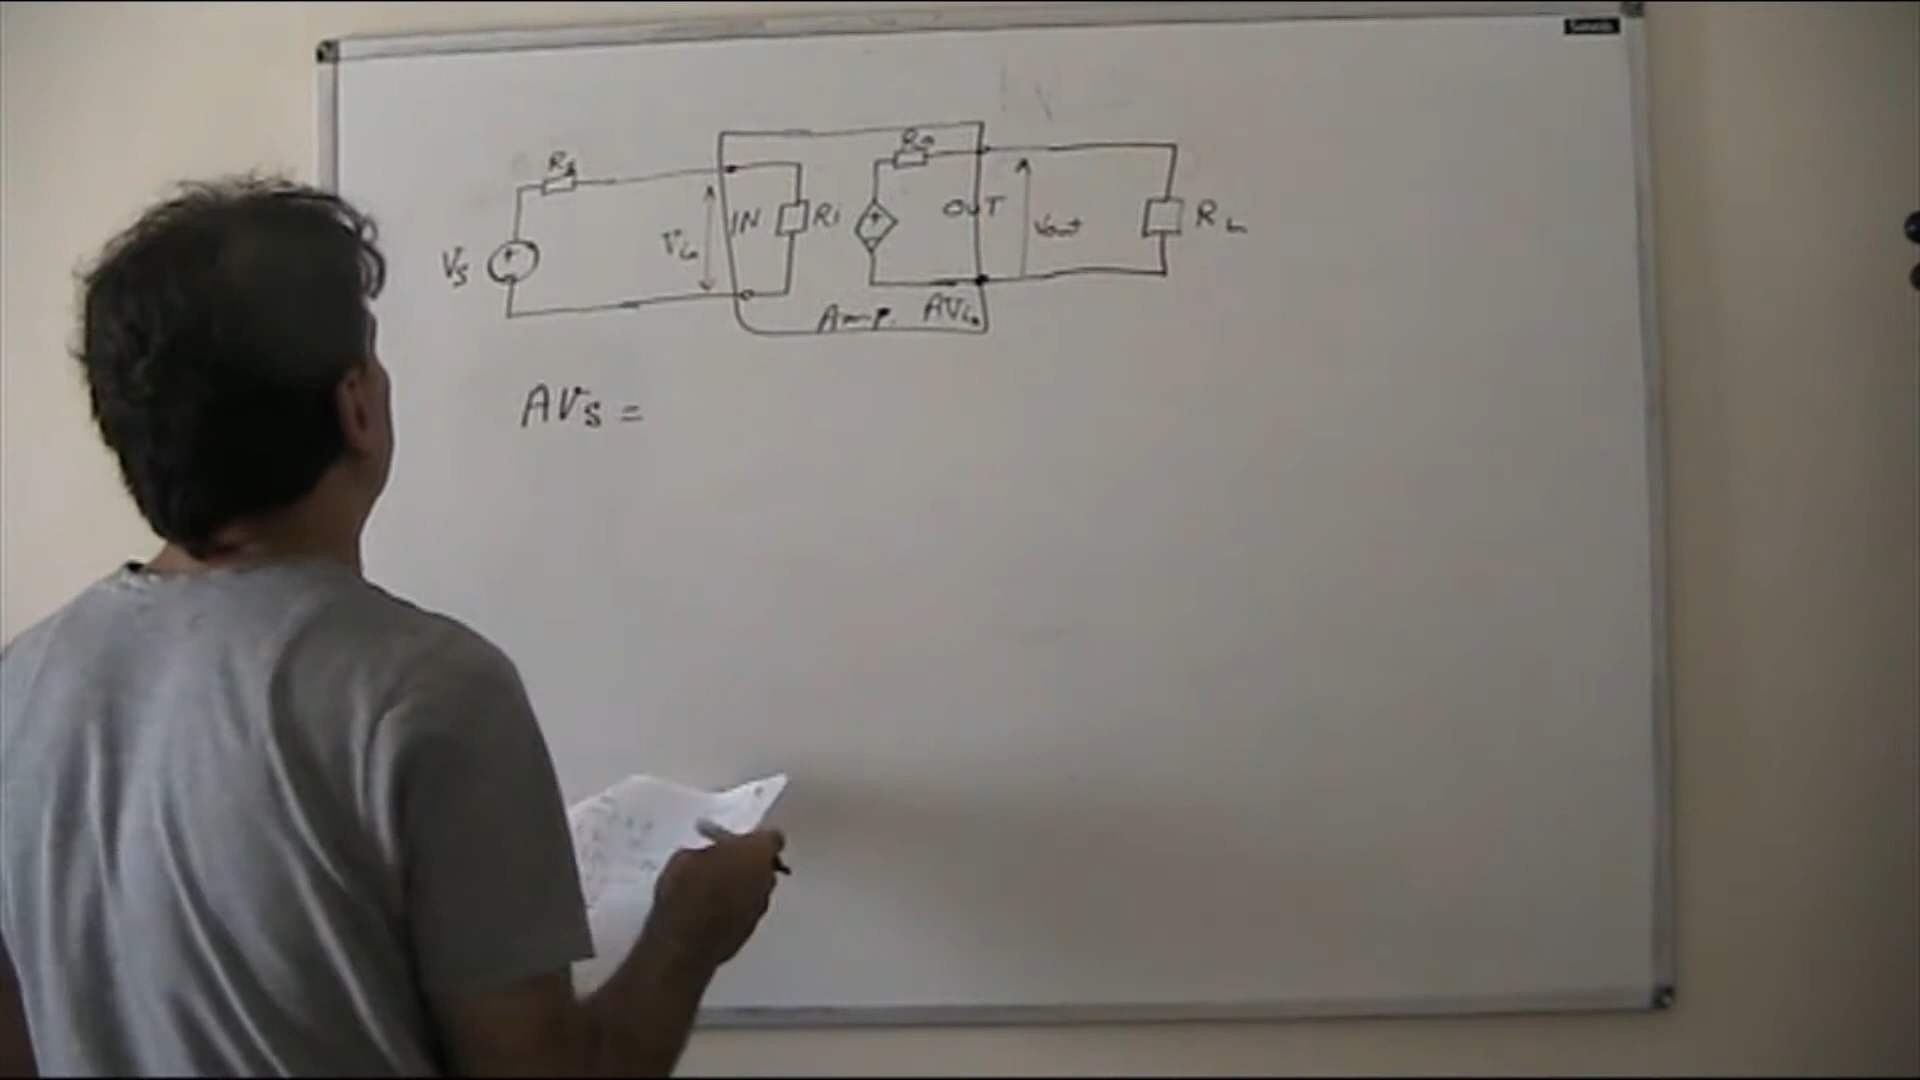 Ro
Rs
IN
Ri
OUT
Vout
RL
Vin
Vs
Amp.
AVin
AVs =